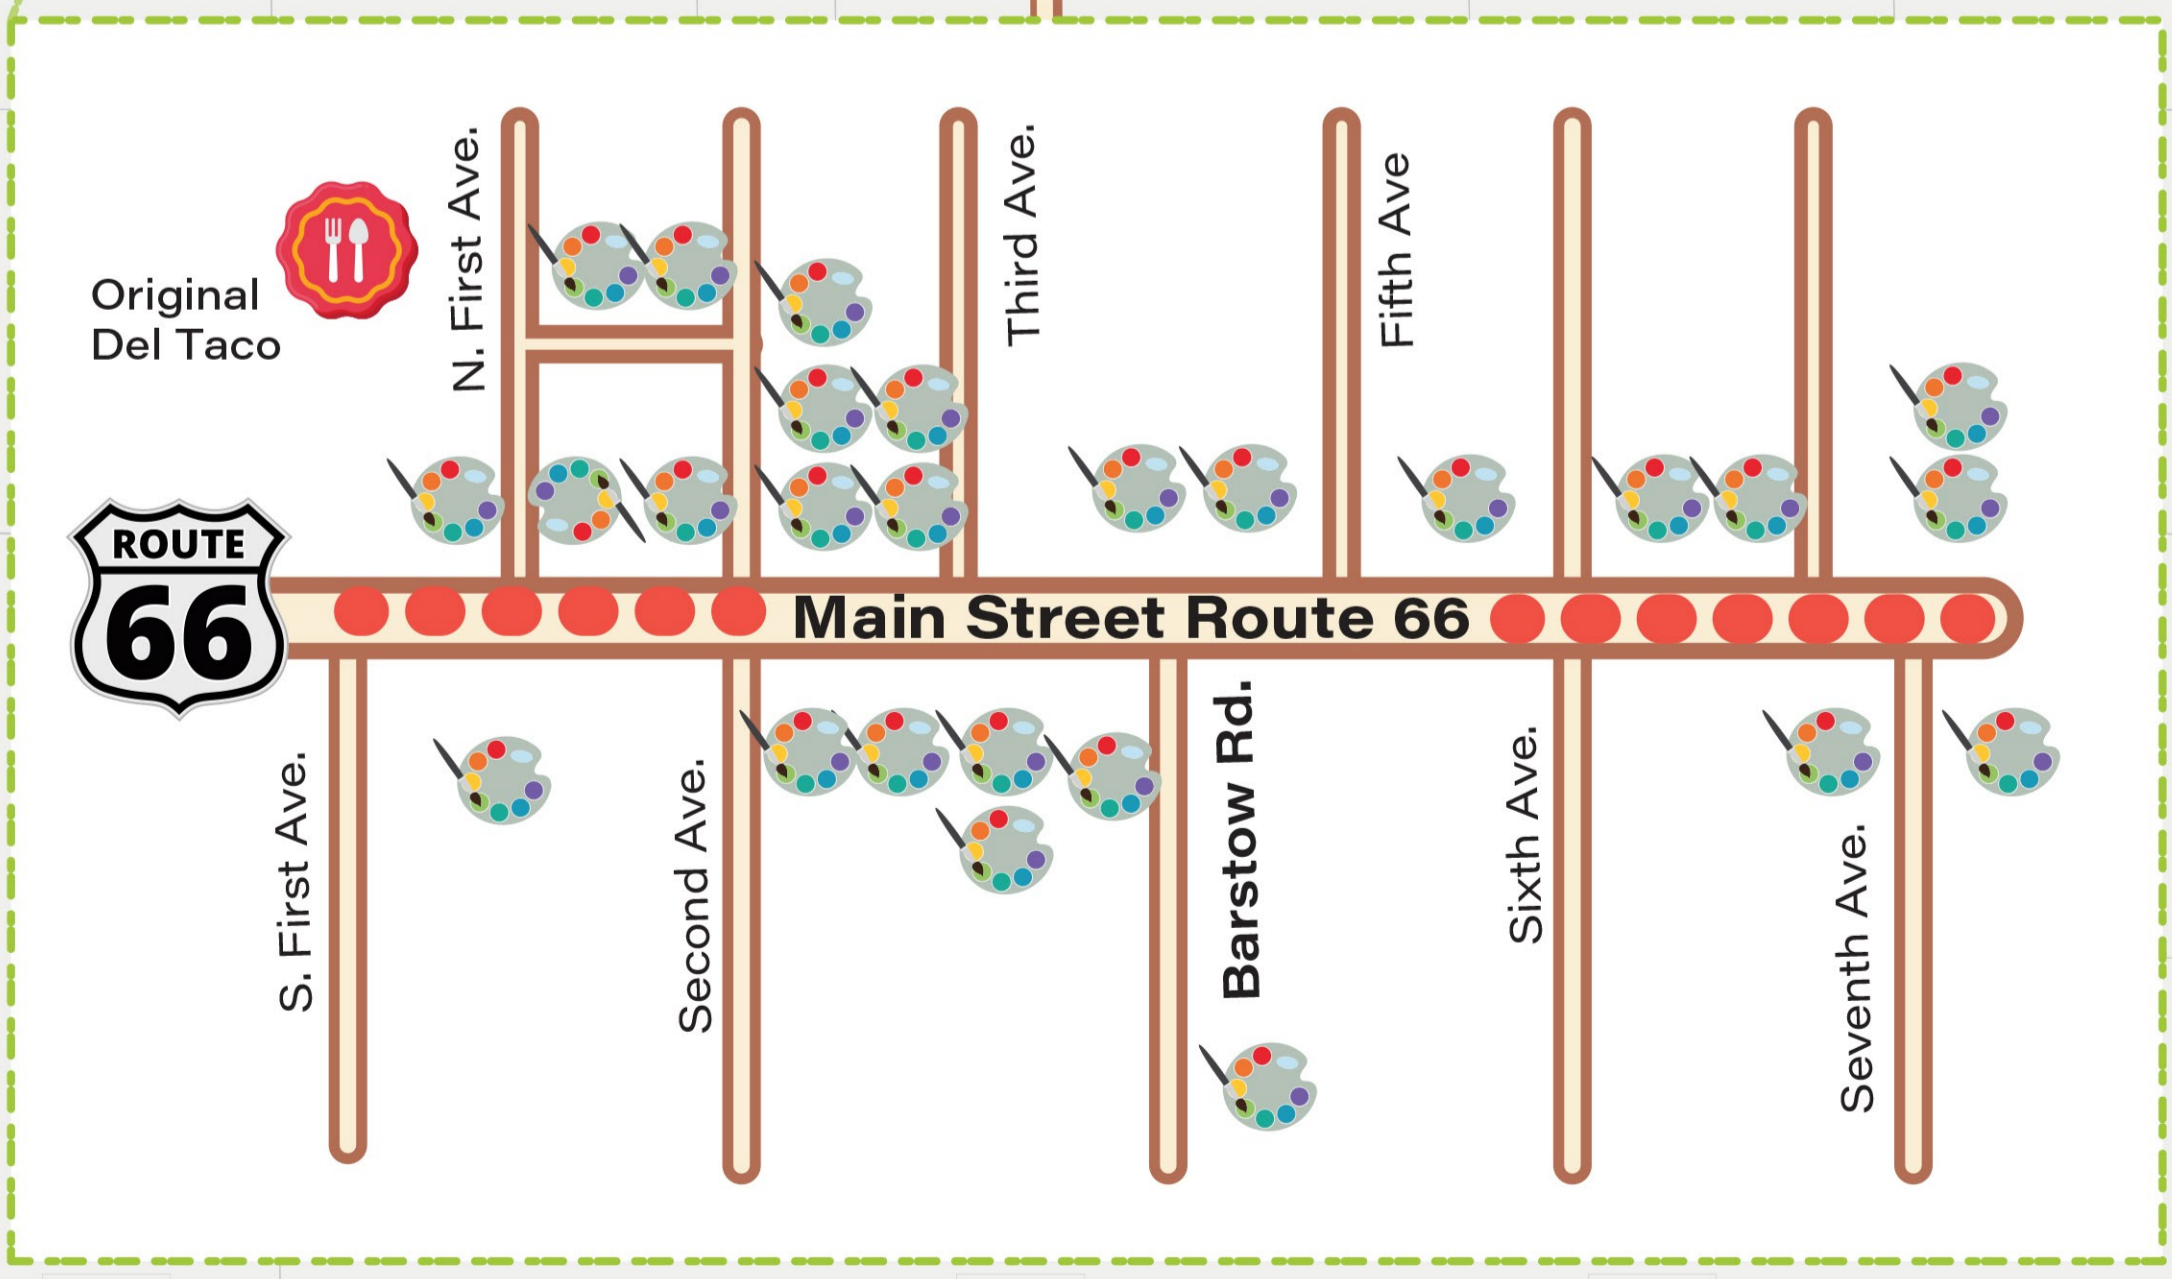 Original
Del Taco
N. First Ave.
Third Ave.
Fifth Ave
ROUTE
66
Main Street Route 66
S. First Ave.
Second Ave.
Barstow Rd.
Sixth Ave.
Seventh Ave.